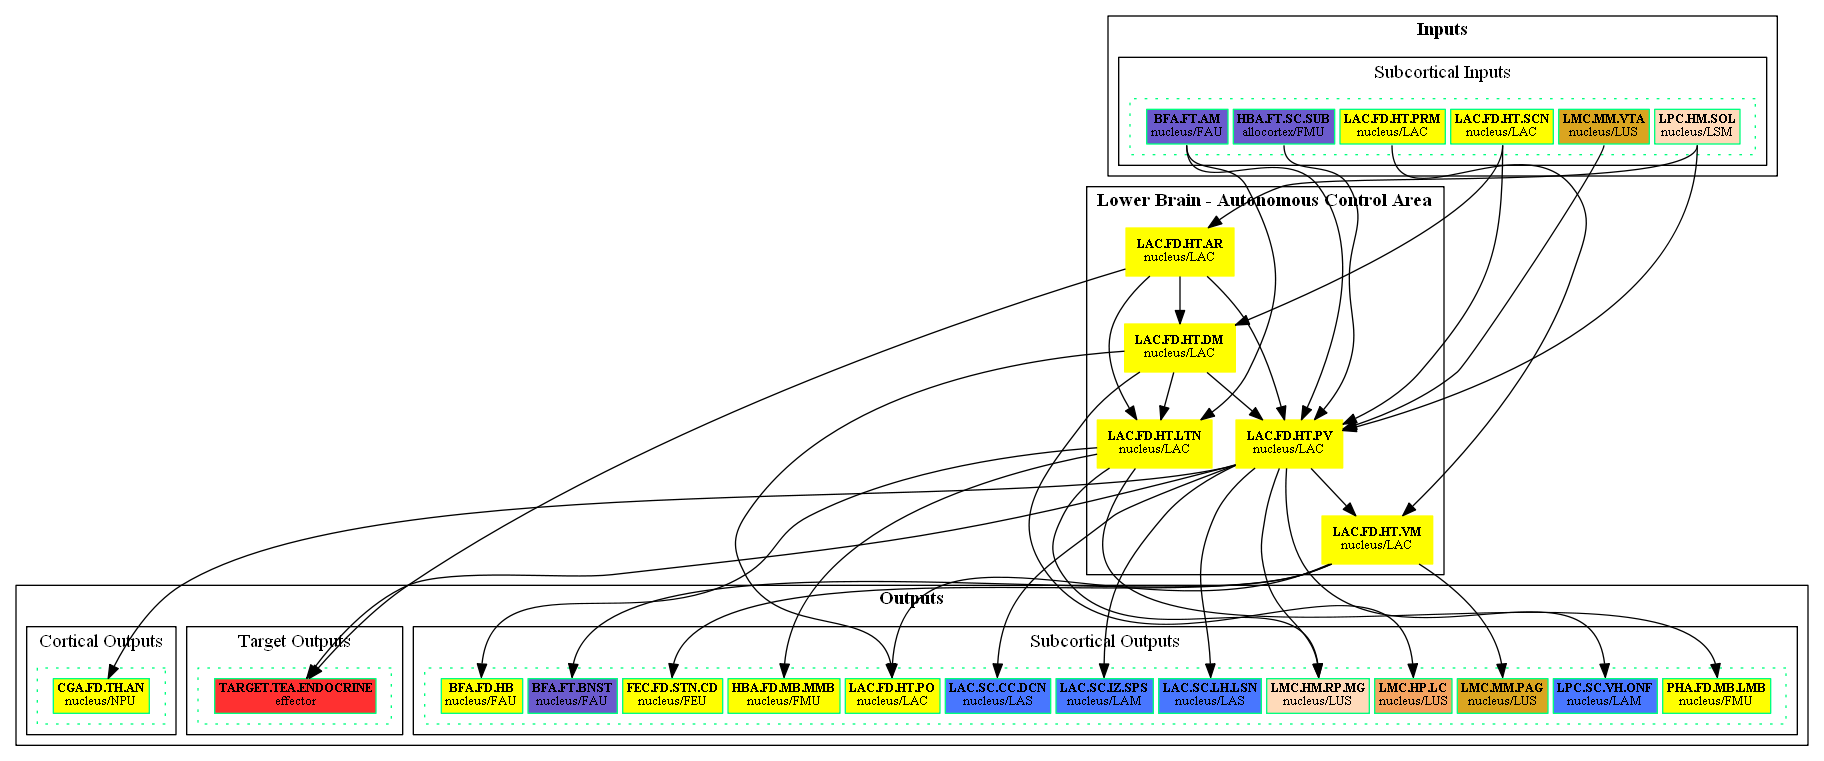 Inputs
Subcortical Inputs
BFA.FT.AM
nucleus/FAU
HBA.FT.SC.SUB
allocortex/FMU
LAC.FD.HT.PRM
nucleus/LAC
LAC.FD.HT.SCN
nucleus/LAC
LMC.MM.VTA
nucleus/LUS
LPC.HM.SOL
nucleus/LSM
Lower Brain - Autonomous Control Area
LAC.FD.HT.AR
nucleus/LAC
LAC.FD.HT.DM
nucleus/LAC
LAC.FD.HT.LTN
nucleus/LAC
LAC.FD.HT.PV
nucleus/LAC
LAC.FD.HT.VM
nucleus/LAC
Outputs
Cortical Outputs
CGA.FD.TH.AN
nucleus/NPU
Target Outputs
TARGET.TEA.ENDOCRINE
effector
Subcortical Outputs
BFA.FD.HB
nucleus/FAU
BFA.FT.BNST
nucleus/FAU
FEC.FD.STN.CD
nucleus/FEU
HBA.FD.MB.MMB
nucleus/FMU
LAC.FD.HT.PO
nucleus/LAC
LAC.SC.CC.DCN
nucleus/LAS
LAC.SC.IZ.SPS
nucleus/LAM
LAC.SC.LH.LSN
nucleus/LAS
LMC.HM.RP.MG
nucleus/LUS
LMC.HP.LC
nucleus/LUS
LMC.MM.PAG
nucleus/LUS
LPC.SC.VH.ONF
nucleus/LAM
PHA.FD.MB.LMB
nucleus/FMU